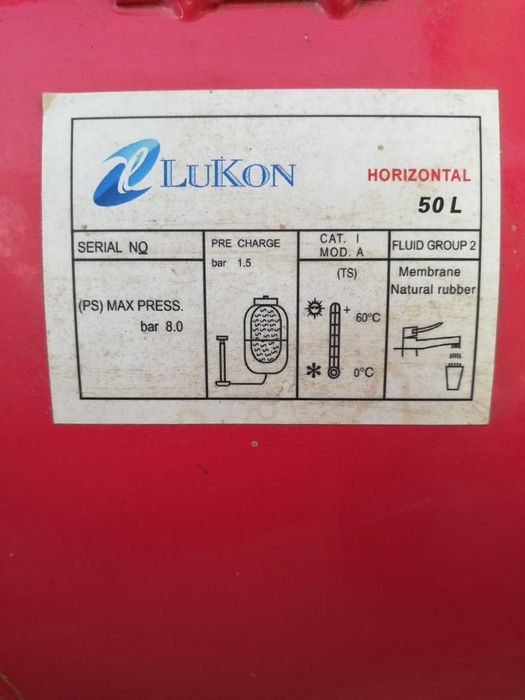 LUKON
HORIZONTAL
50 L
SERIAL NO
(PS) MAX PRESS.
bar 8.0
PRE CHARGE
bar 1.5
CAT. I
MOD. A
(TS)
+ 60°C
0°C
FLUID GROUP 2
Membrane
Natural rubber